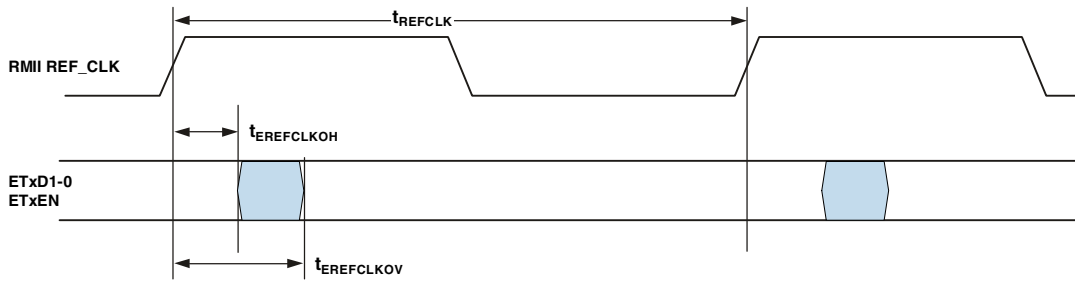 tREFCLK
RMII REF_CLK
tEREFCLKOH
ETxD1-0
ETxEN
tEREFCLKOV